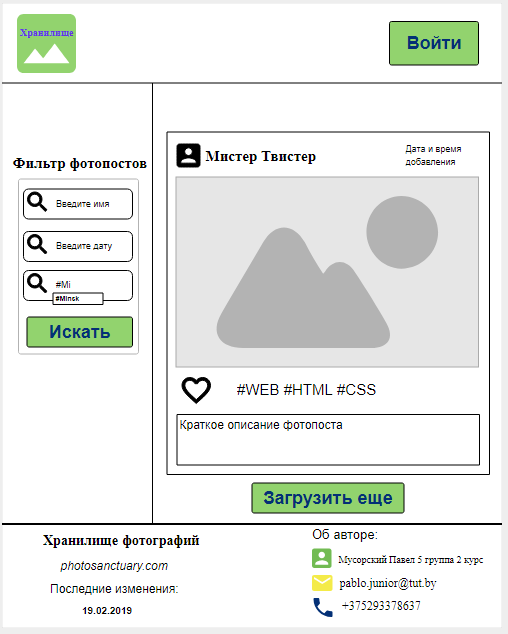 Хранилище
Войти
Фильтр фотопостов
Введите имя
Введите дату
#Mi
#Minsk
Искать
Мистер Твистер
Дата и время
добавления
#WEB #HTML #CSS
Краткое описание фотопоста
Загрузить еще
Хранилище фотографий
photosanctuary.com
Последние изменения:
19.02.2019
Об авторе:
Мусорский Павел 5 группа 2 курс
pablo.junior@tut.by
+375293378637